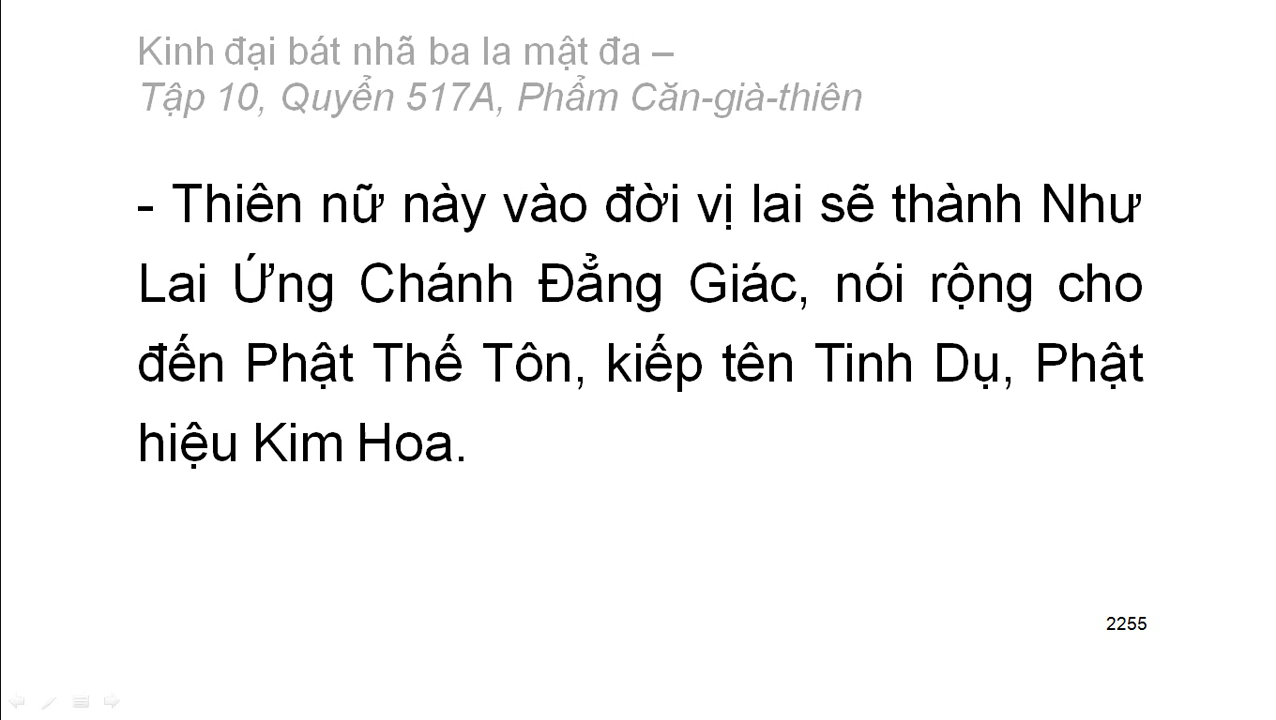 Kinh đại bát nhã ba la mật đa –
Tập 10, Quyển 517A, Phẩm Căn-già-thiên
- Thiên nữ này vào đời vị lai sẽ thành Như
Lai Ứng Chánh Đẳng Giác, nói rộng cho
đến Phật Thế Tôn, kiếp tên Tinh Dụ, Phật
hiệu Kim Hoa.
2255